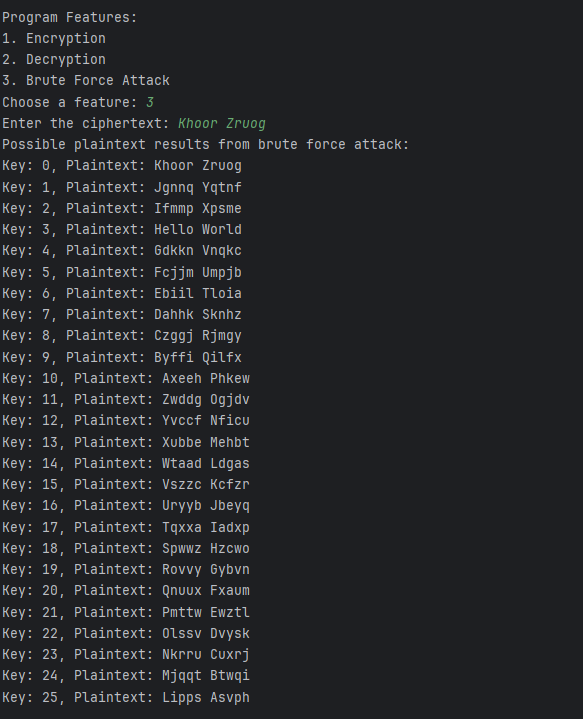 Program Features:
1. Encryption
2. Decryption
3. Brute Force Attack
Choose a feature: 3
Enter the ciphertext: Khoor Zruog
Possible plaintext results from brute force attack:
Key: 0, Plaintext: Khoor Zruog
Key: 1, Plaintext: Jgnnq Yqtnf
Key: 2, Plaintext: Ifmmp Xpsme
Key: 3, Plaintext: Hello World
Key: 4, Plaintext: Gdkkn Vnqkc
Key: 5, Plaintext: Fcjjm Umpjb
Key: 6, Plaintext: Ebiil Tloia
Key: 7, Plaintext: Dahhk Sknhz
Key: 8, Plaintext: Czggj Rjmgy
Key: 9, Plaintext: Byffi Qilfx
Key: 10, Plaintext: Axeeh Phkew
Key: 11, Plaintext: Zwddg Ogjdv
Key: 12, Plaintext: Yvccf Nficu
Key: 13, Plaintext: Xubbe Mehbt
Key: 14, Plaintext: Wtaad Ldgas
Key: 15, Plaintext: Vszzc Kcfzr
Key: 16, Plaintext: Uryyb Jbeyq
Key: 17, Plaintext: Tqxxa Iadxp
Key: 18, Plaintext: Spwwz Hzcwo
Key: 19, Plaintext: Rovvy Gybvn
Key: 20, Plaintext: Qnuux Fxaum
Key: 21, Plaintext: Pmttw Ewztl
Key: 22, Plaintext: Olssv Dvysk
Key: 23, Plaintext: Nkrru Cuxrj
Key: 24, Plaintext: Mjqqt Btwqi
Key: 25, Plaintext: Lipps Asvph